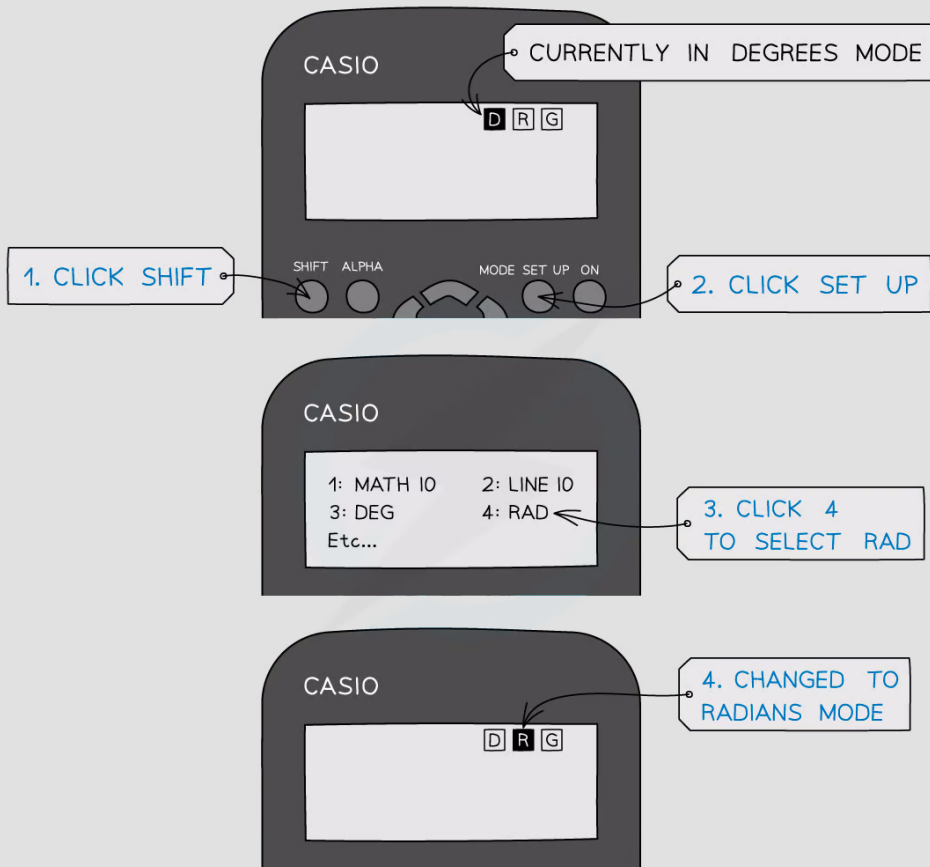 CASIO
CURRENTLY IN DEGREES MODE
D R G
1. CLICK SHIFT
SHIFT ALPHA
MODE SET UP ON
2. CLICK SET UP
CASIO
1: MATH IO 2: LINE IO
3: DEG 4: RAD
Etc...
3. CLICK 4
TO SELECT RAD
CASIO
4. CHANGED TO
RADIANS MODE
D R G